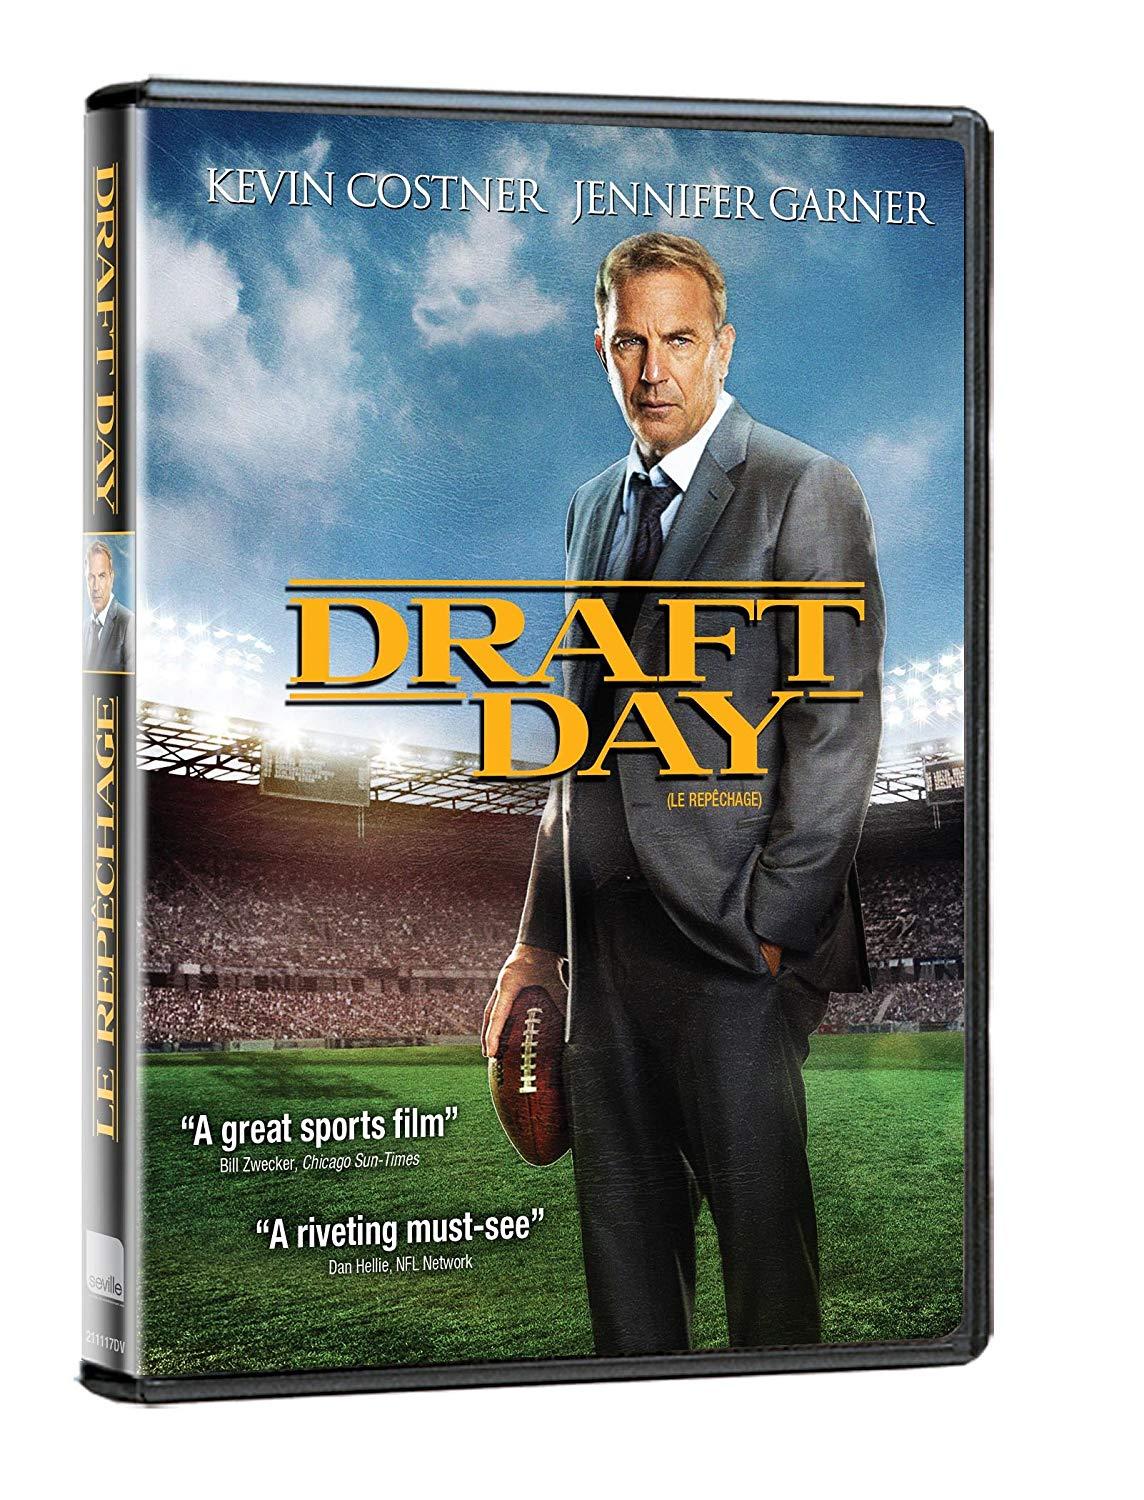 KEVIN COSTNER JENNIFER GARNER
DRAFT
DAY
(LE REPÊCHAGE)
“A great sports film”
Bill Zwecker, Chicago Sun-Times
“A riveting must-see”
Dan Hellie, NFL Network
DRAFT DAY
LE REPÊCHAGE
seville
211117DV